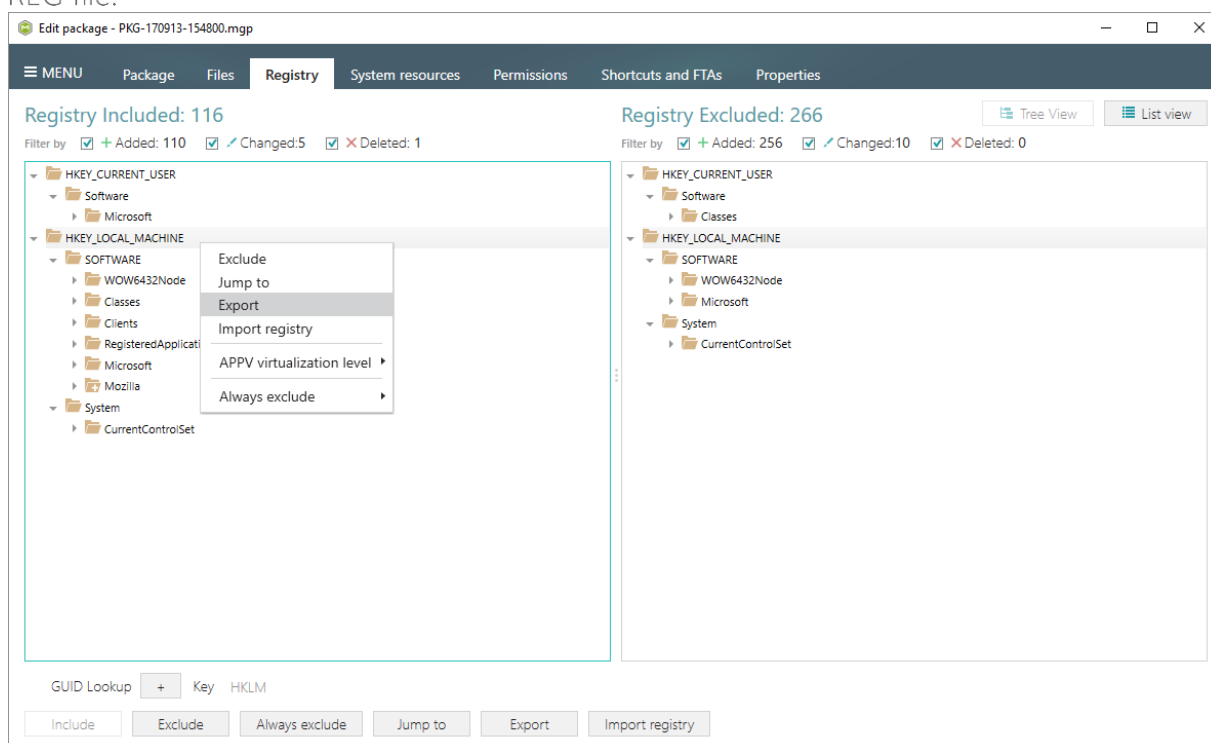 REG file.
Edit package - PKG-170913-154800.mgp
MENU Package Files Registry System resources Permissions Shortcuts and FTAs Properties
Registry Included: 116
Filter by + Added: 110 Changed:5 Deleted: 1
HKEY_CURRENT_USER
Software
Microsoft
HKEY_LOCAL_MACHINE
SOFTWARE
WOW6432Node
Classes
Clients
RegisteredApplicati
Microsoft
Mozilla
System
CurrentControlSet
Exclude
Jump to
Export
Import registry
APPV virtualization level
Always exclude
Registry Excluded: 266
Tree View List view
Filter by + Added: 256 Changed:10 Deleted: 0
HKEY_CURRENT_USER
Software
Classes
HKEY_LOCAL_MACHINE
SOFTWARE
WOW6432Node
Microsoft
System
CurrentControlSet
GUID Lookup + Key HKLM
Include Exclude Always exclude Jump to Export Import registry